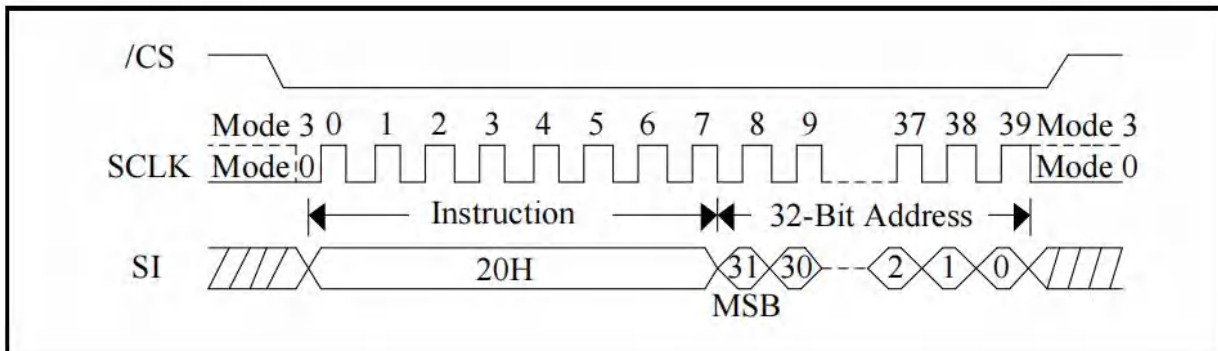 /CS
Mode 3 0 1 2 3 4 5 6 7 8 9 37 38 39 Mode 3
SCLK Mode 0 Mode 0
Instruction 32-Bit Address
SI 20H 31 30 2 1 0
MSB